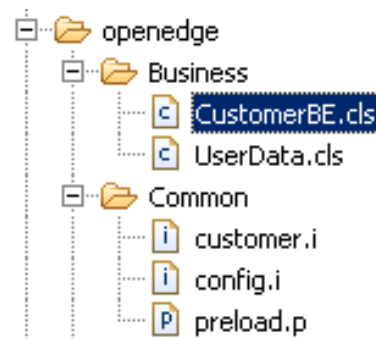 openedge
Business
c CustomerBE.cls
c UserData.cls
Common
i customer.i
i config.i
P preload.p